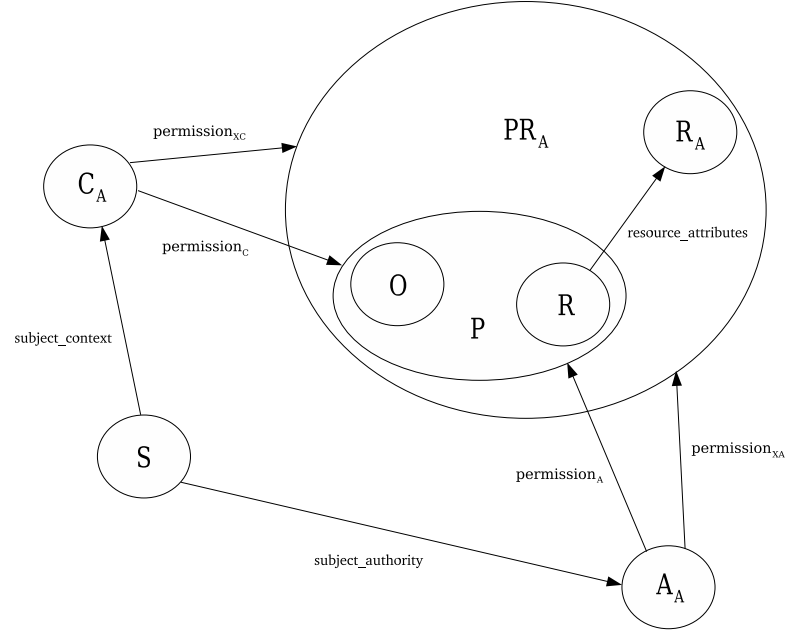 permission_XC
PR_A
R_A
C_A
resource_attributes
permission_C
O
R
P
subject_context
permission_XA
S
permission_A
subject_authority
A_A